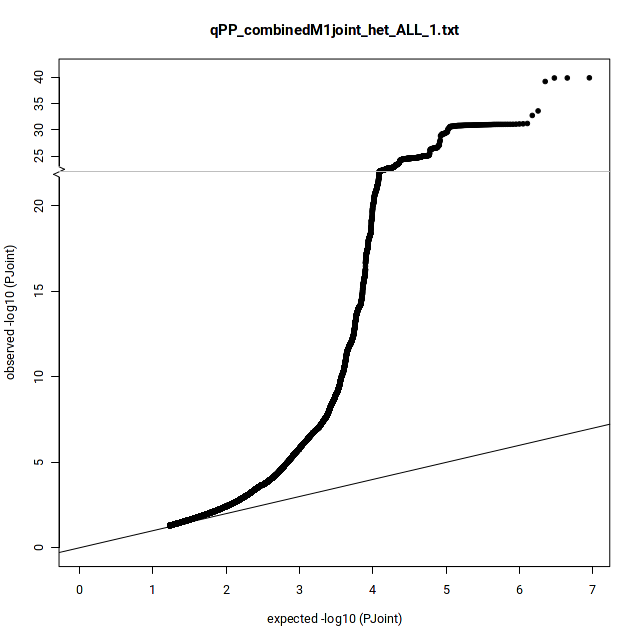 qPP_combinedM1joint_het_ALL_1.txt
observed -log10 (PJoint)
40
35
30
25
20
15
10
5
0
0 1 2 3 4 5 6 7
expected -log10 (PJoint)